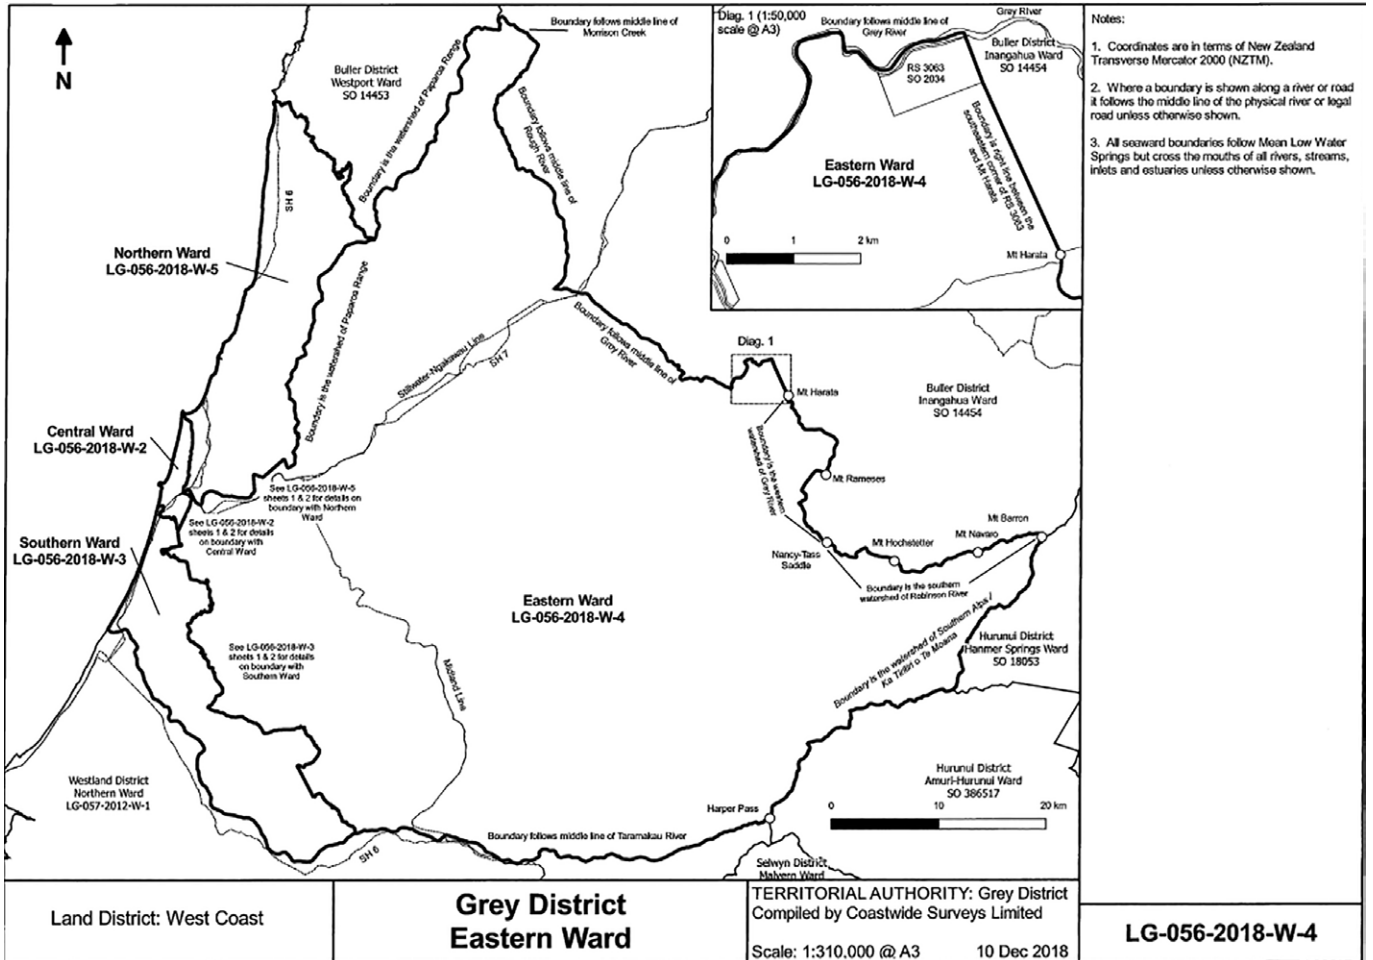 N
Boundary follows middle line of
Morrison Creek
Buller District
Westport Ward
SO 14453
Boundary is the watershed of Paparoa Range
Boundary follows middle line of
Rough River
SH 6
Northern Ward
LG-056-2018-W-5
Boundary is the watershed of Paparoa Range
Stillwater-Ngakawau Line
SH 7
Boundary follows middle line of
Grey River
Diag. 1 (1:50,000
scale @ A3)
Boundary follows middle line of
Grey River
Grey River
RS 3063
SO 2034
Buller District
Inangahua Ward
SO 14454
Boundary is right line between the
southeastern corner of RS 3063
and Mt Harata
Eastern Ward
LG-056-2018-W-4
0 1 2 km
Mt Harata
Diag. 1
Mt Harata
Buller District
Inangahua Ward
SO 14454
Boundary is the western
watershed of Grey River
Mt Rameses
Central Ward
LG-056-2018-W-2
See LG-056-2018-W-5
sheets 1 & 2 for details on
boundary with Northern
Ward
See LG-056-2018-W-2
sheets 1 & 2 for details
on boundary with
Central Ward
Southern Ward
LG-056-2018-W-3
Mt Barron
Mt Navaro
Mt Hochstetter
Nancy-Tass
Saddle
Boundary is the southern
watershed of Robinson River
Eastern Ward
LG-056-2018-W-4
Boundary is the watershed of Southern Alps /
Ka Tiritiri o Te Moana
Hurunui District
Hanmer Springs Ward
SO 18053
See LG-056-2018-W-3
sheets 1 & 2 for details
on boundary with
Southern Ward
Midland Line
Westland District
Northern Ward
LG-057-2012-W-1
Hurunui District
Amuri-Hurunui Ward
SO 386517
0 10 20 km
Harper Pass
Boundary follows middle line of Taramakau River
SH 6
Selwyn District
Malvern Ward
Notes:
1. Coordinates are in terms of New Zealand
Transverse Mercator 2000 (NZTM).
2. Where a boundary is shown along a river or road
it follows the middle line of the physical river or legal
road unless otherwise shown.
3. All seaward boundaries follow Mean Low Water
Springs but cross the mouths of all rivers, streams,
inlets and estuaries unless otherwise shown.
Land District: West Coast
Grey District
Eastern Ward
TERRITORIAL AUTHORITY: Grey District
Compiled by Coastwide Surveys Limited
Scale: 1:310,000 @ A3 10 Dec 2018
LG-056-2018-W-4